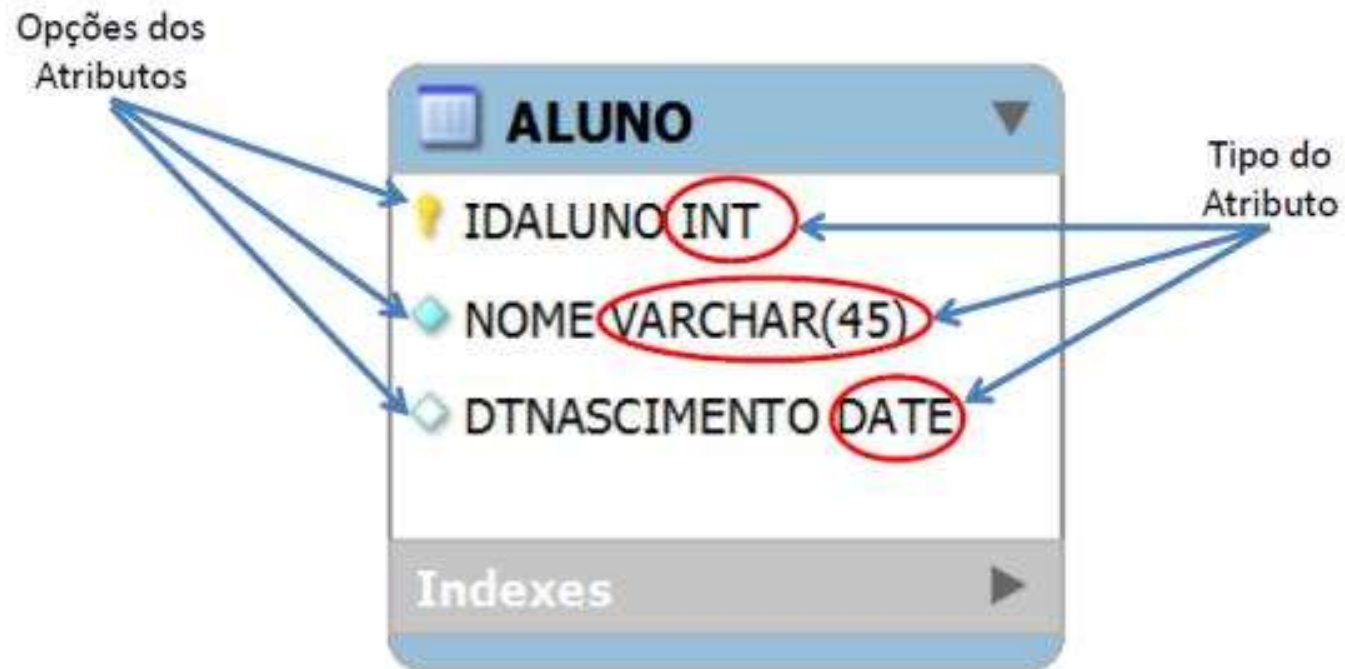 Opções dos
Atributos
ALUNO
Tipo do
Atributo
IDALUNO INT
NOME VARCHAR(45)
DTNASCIMENTO DATE
Indexes